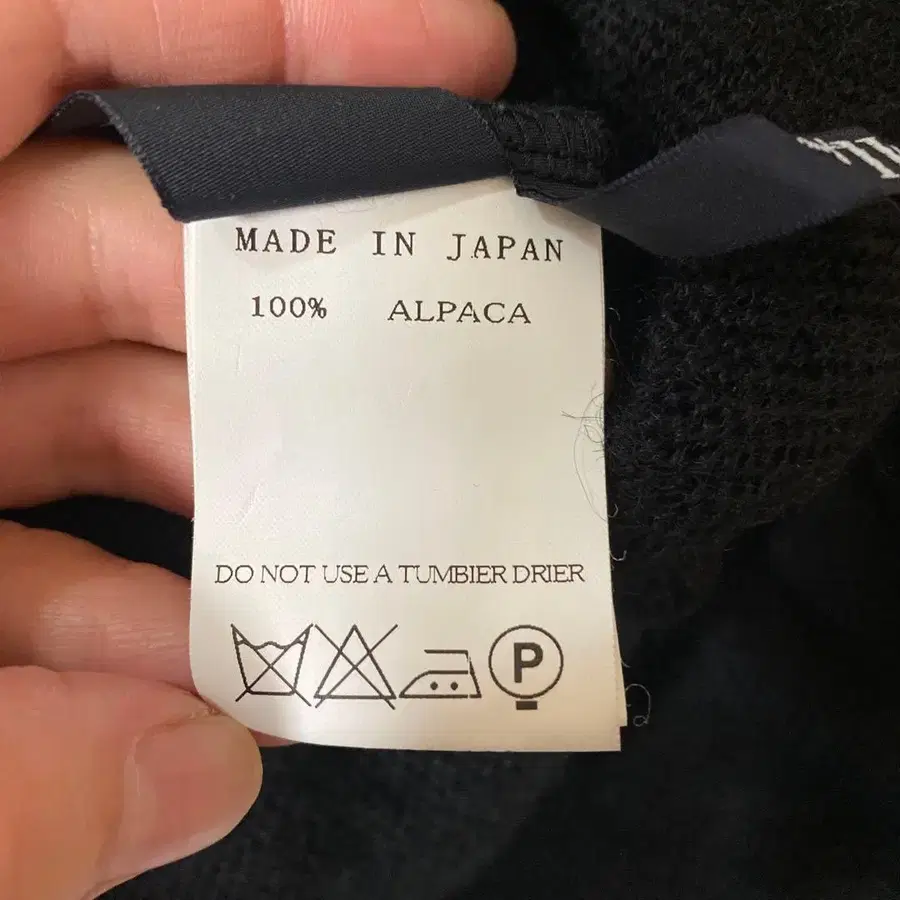 MADE IN JAPAN
100% ALPACA
DO NOT USE A TUMBIER DRIER
P